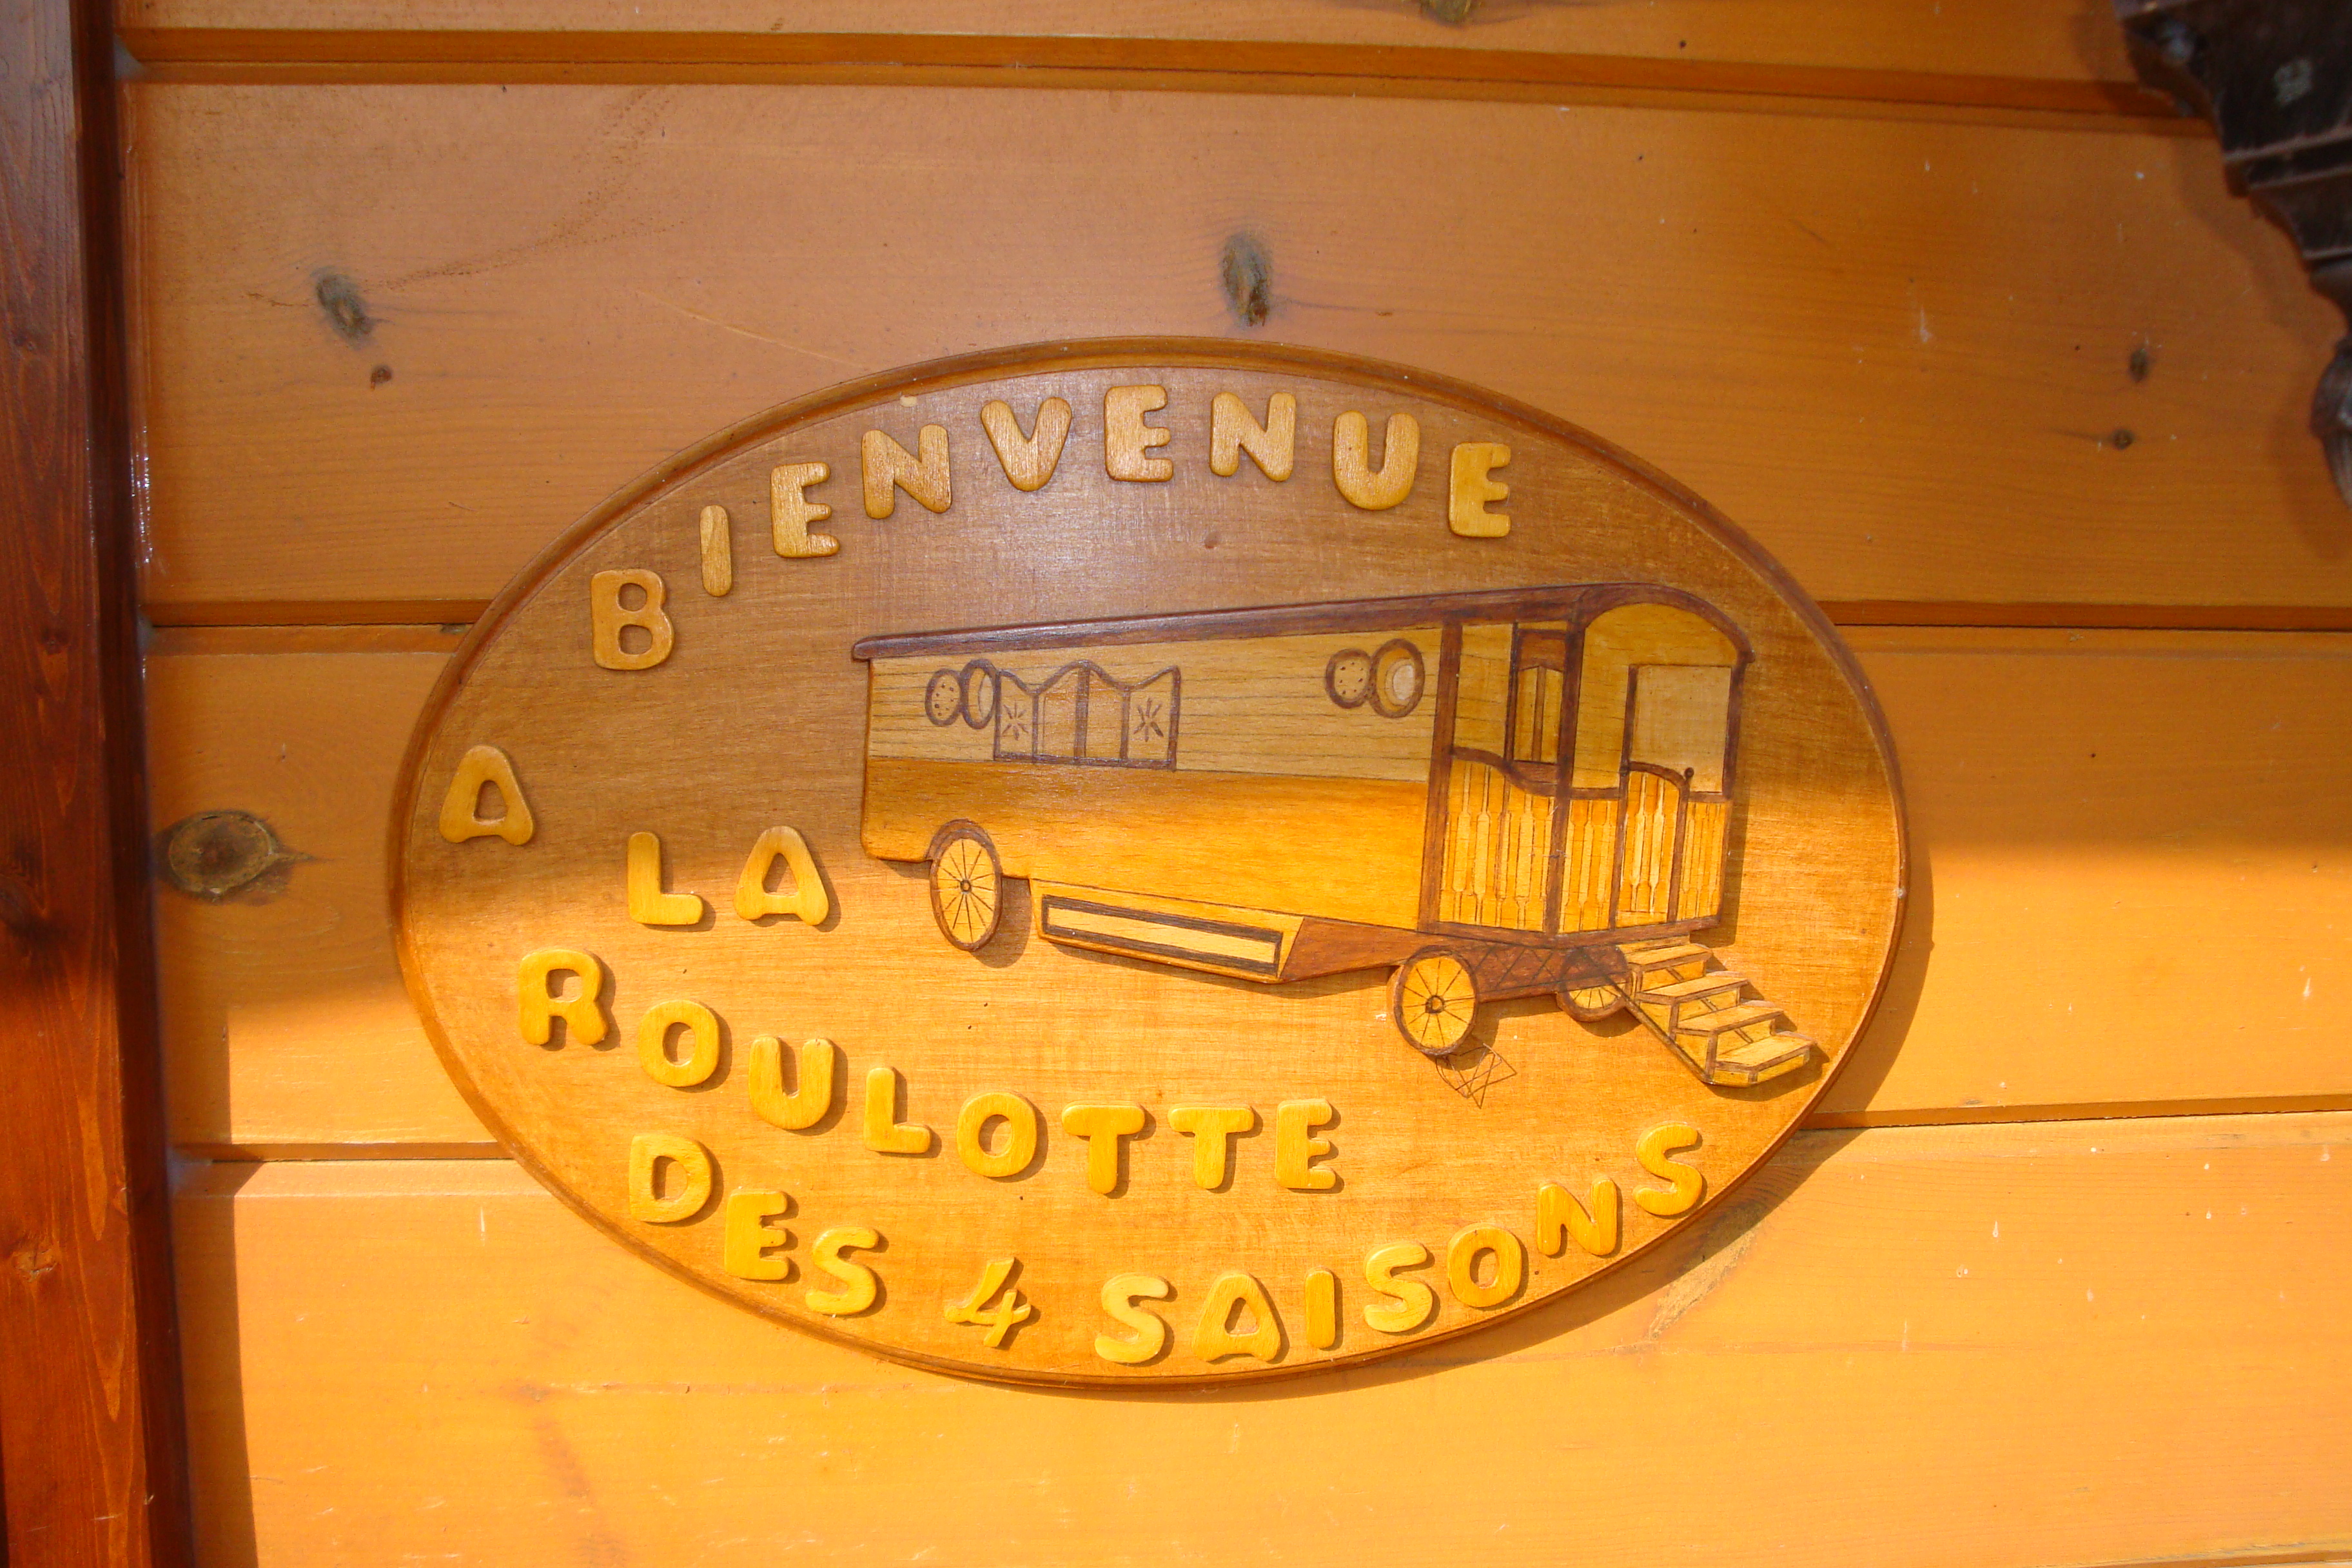 BIENVENUE
A LA
ROULOTTE
DES 4 SAISONS